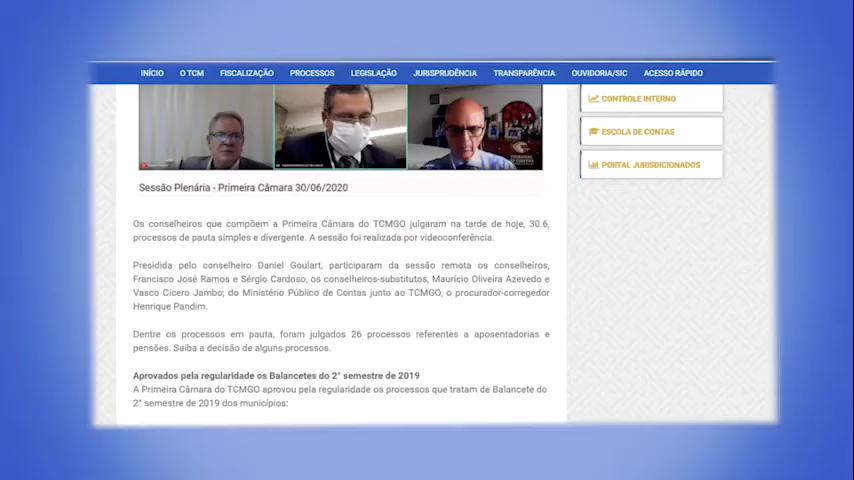 INÍCIO O TCM FISCALIZAÇÃO PROCESSOS LEGISLAÇÃO JURISPRUDÊNCIA TRANSPARÊNCIA OUVIDORIA/SIC ACESSO RÁPIDO
CONTROLE INTERNO
ESCOLA DE CONTAS
PORTAL JURISDICIONADOS
Sessão Plenária - Primeira Câmara 30/06/2020
Os conselheiros que compõem a Primeira Câmara do TCMGO julgaram na tarde de hoje, 30.6,
processos de pauta simples e divergente. A sessão foi realizada por videoconferência.
Presidida pelo conselheiro Daniel Goulart, participaram da sessão remota os conselheiros,
Francisco José Ramos e Sérgio Cardoso, os conselheiros-substitutos, Maurício Oliveira Azevedo e
Vasco Cícero Jambo; do Ministério Público de Contas junto ao TCMGO, o procurador-corregedor
Henrique Pandim.
Dentre os processos em pauta, foram julgados 26 processos referentes a aposentadorias e
pensões. Saiba a decisão de alguns processos.
Aprovados pela regularidade os Balancetes do 2° semestre de 2019
A Primeira Câmara do TCMGO aprovou pela regularidade os processos que tratam de Balancete do
2° semestre de 2019 dos municípios: